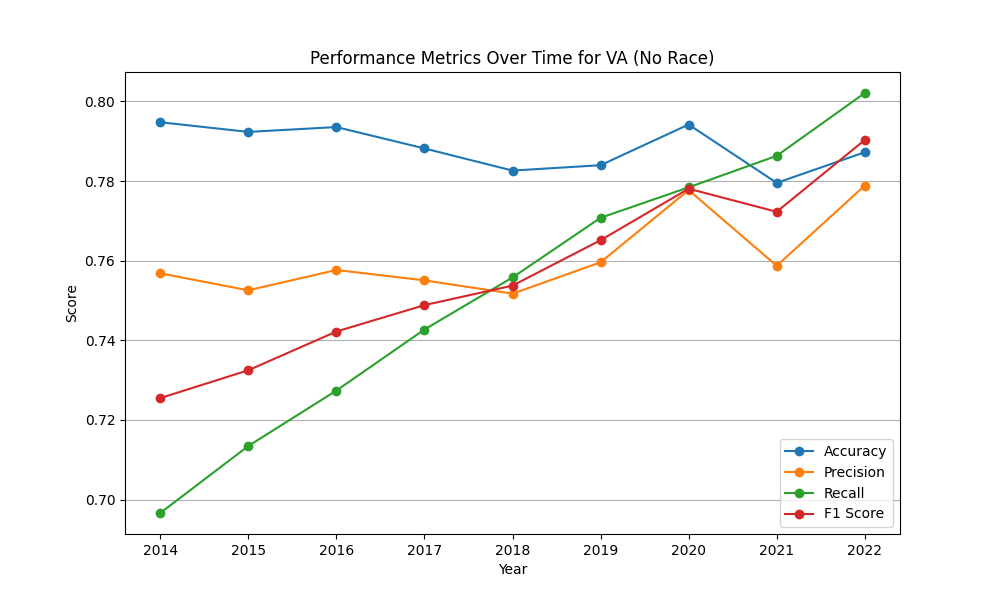 Performance Metrics Over Time for VA (No Race)
Score
0.80
0.78
0.76
0.74
0.72
0.70
Accuracy
Precision
Recall
F1 Score
2014 2015 2016 2017 2018 2019 2020 2021 2022
Year